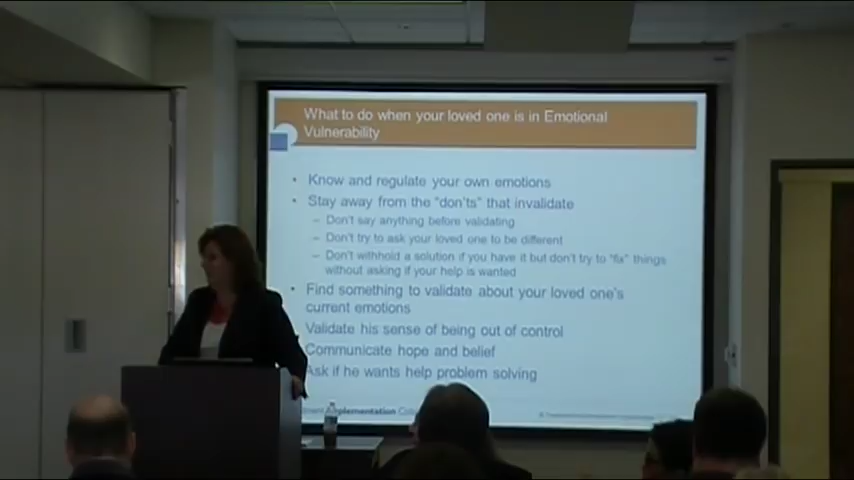 What to do when your loved one is in Emotional
Vulnerability
• Know and regulate your own emotions
• Stay away from the "don'ts" that invalidate
– Don't say anything before validating
– Don't try to ask your loved one to be different
– Don't withhold a solution if you have it but don't try to "fix" things
without asking if your help is wanted
• Find something to validate about your loved one's
current emotions
Validate his sense of being out of control
Communicate hope and belief
Ask if he wants help problem solving
Implementation